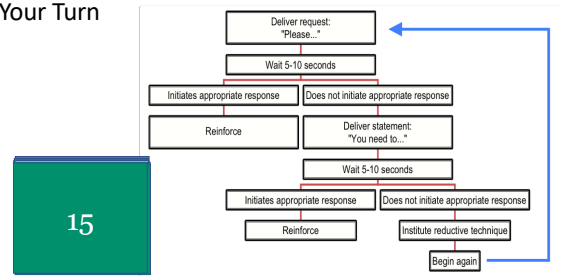 Your Turn
Deliver request:
"Please..."
Wait 5-10 seconds
Initiates appropriate response
Does not initiate appropriate response
Reinforce
Deliver statement:
"You need to..."
Wait 5-10 seconds
Initiates appropriate response
Does not initiate appropriate response
Reinforce
Institute reductive technique
Begin again
15